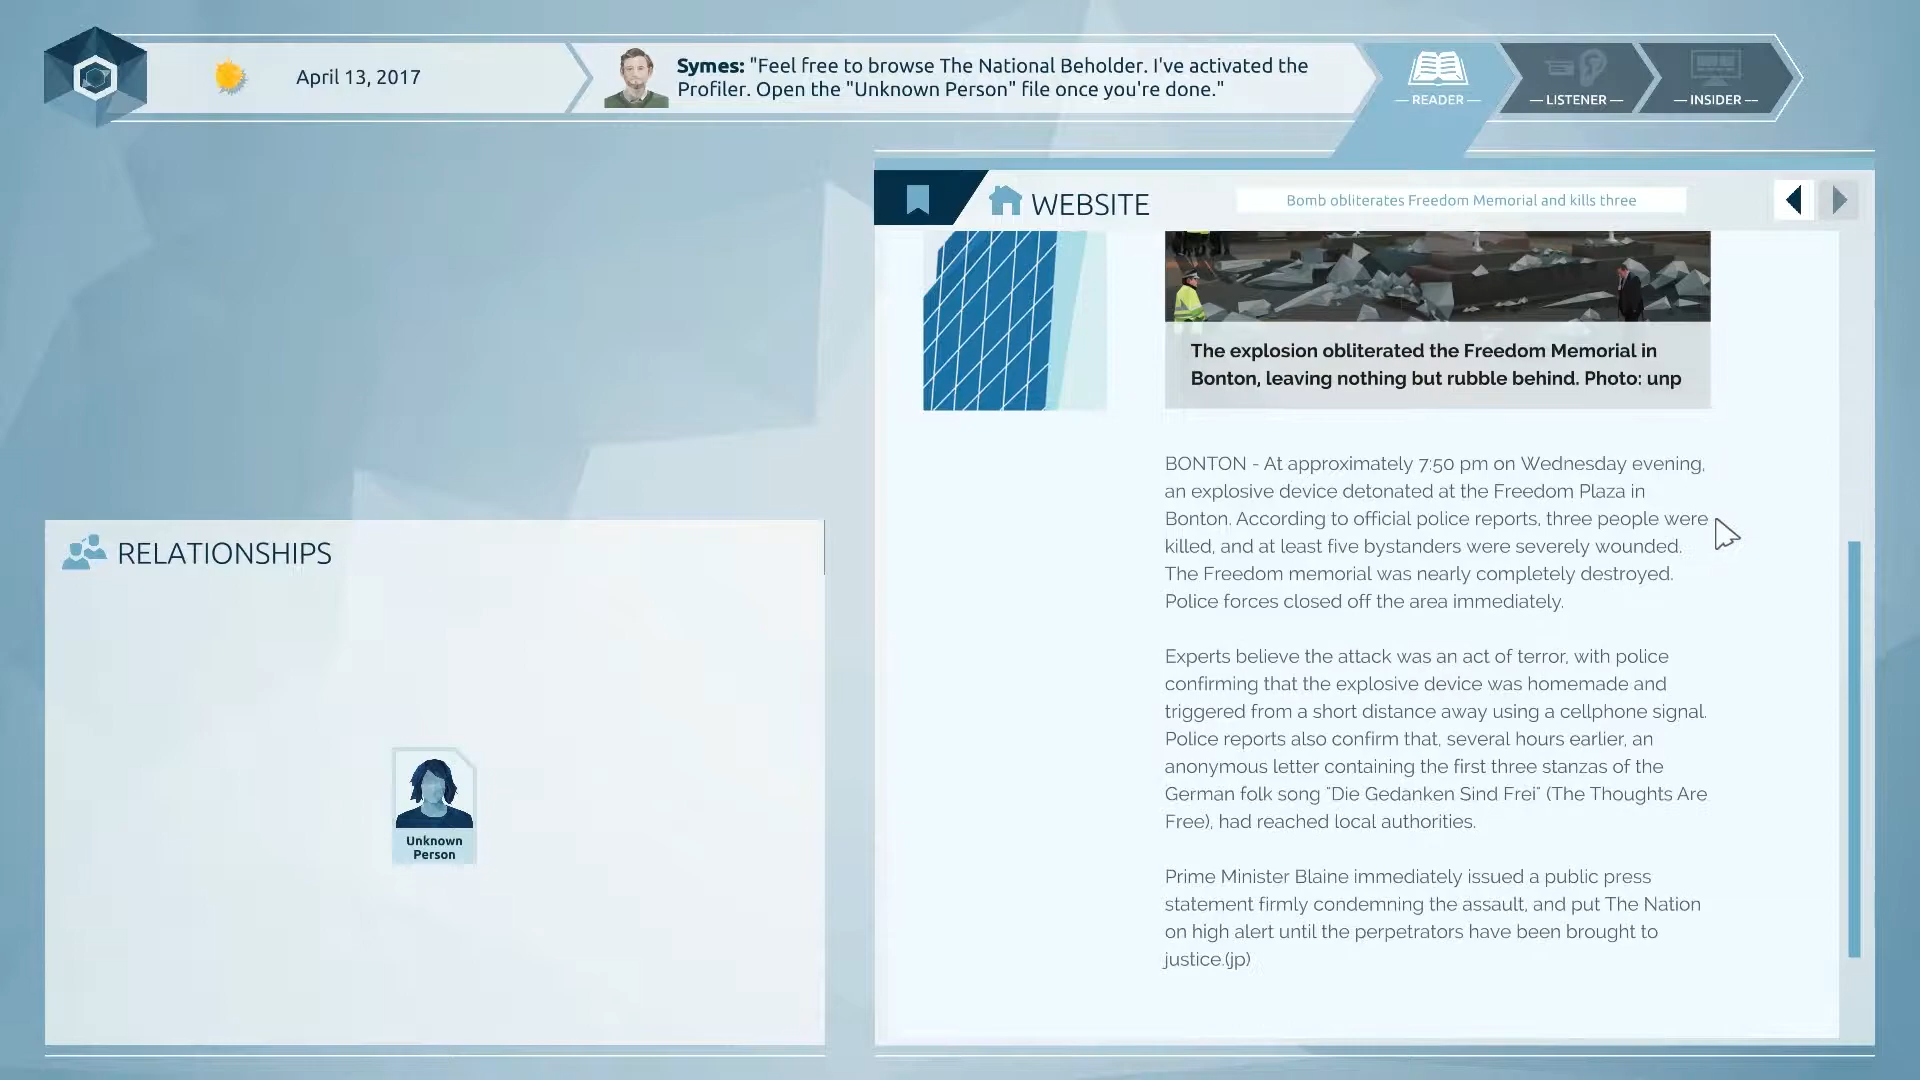 April 13, 2017
Symes: "Feel free to browse The National Beholder. I've activated the
Profiler. Open the "Unknown Person" file once you're done."
— READER —
— LISTENER —
— INSIDER —
WEBSITE
Bomb obliterates Freedom Memorial and kills three
The explosion obliterated the Freedom Memorial in
Bonton, leaving nothing but rubble behind. Photo: unp
BONTON - At approximately 7:50 pm on Wednesday evening,
an explosive device detonated at the Freedom Plaza in
Bonton. According to official police reports, three people were
killed, and at least five bystanders were severely wounded.
The Freedom memorial was nearly completely destroyed.
Police forces closed off the area immediately.
Experts believe the attack was an act of terror, with police
confirming that the explosive device was homemade and
triggered from a short distance away using a cellphone signal.
Police reports also confirm that, several hours earlier, an
anonymous letter containing the first three stanzas of the
German folk song "Die Gedanken Sind Frei" (The Thoughts Are
Free), had reached local authorities.
Prime Minister Blaine immediately issued a public press
statement firmly condemning the assault, and put The Nation
on high alert until the perpetrators have been brought to
justice.(jp)
RELATIONSHIPS
Unknown
Person